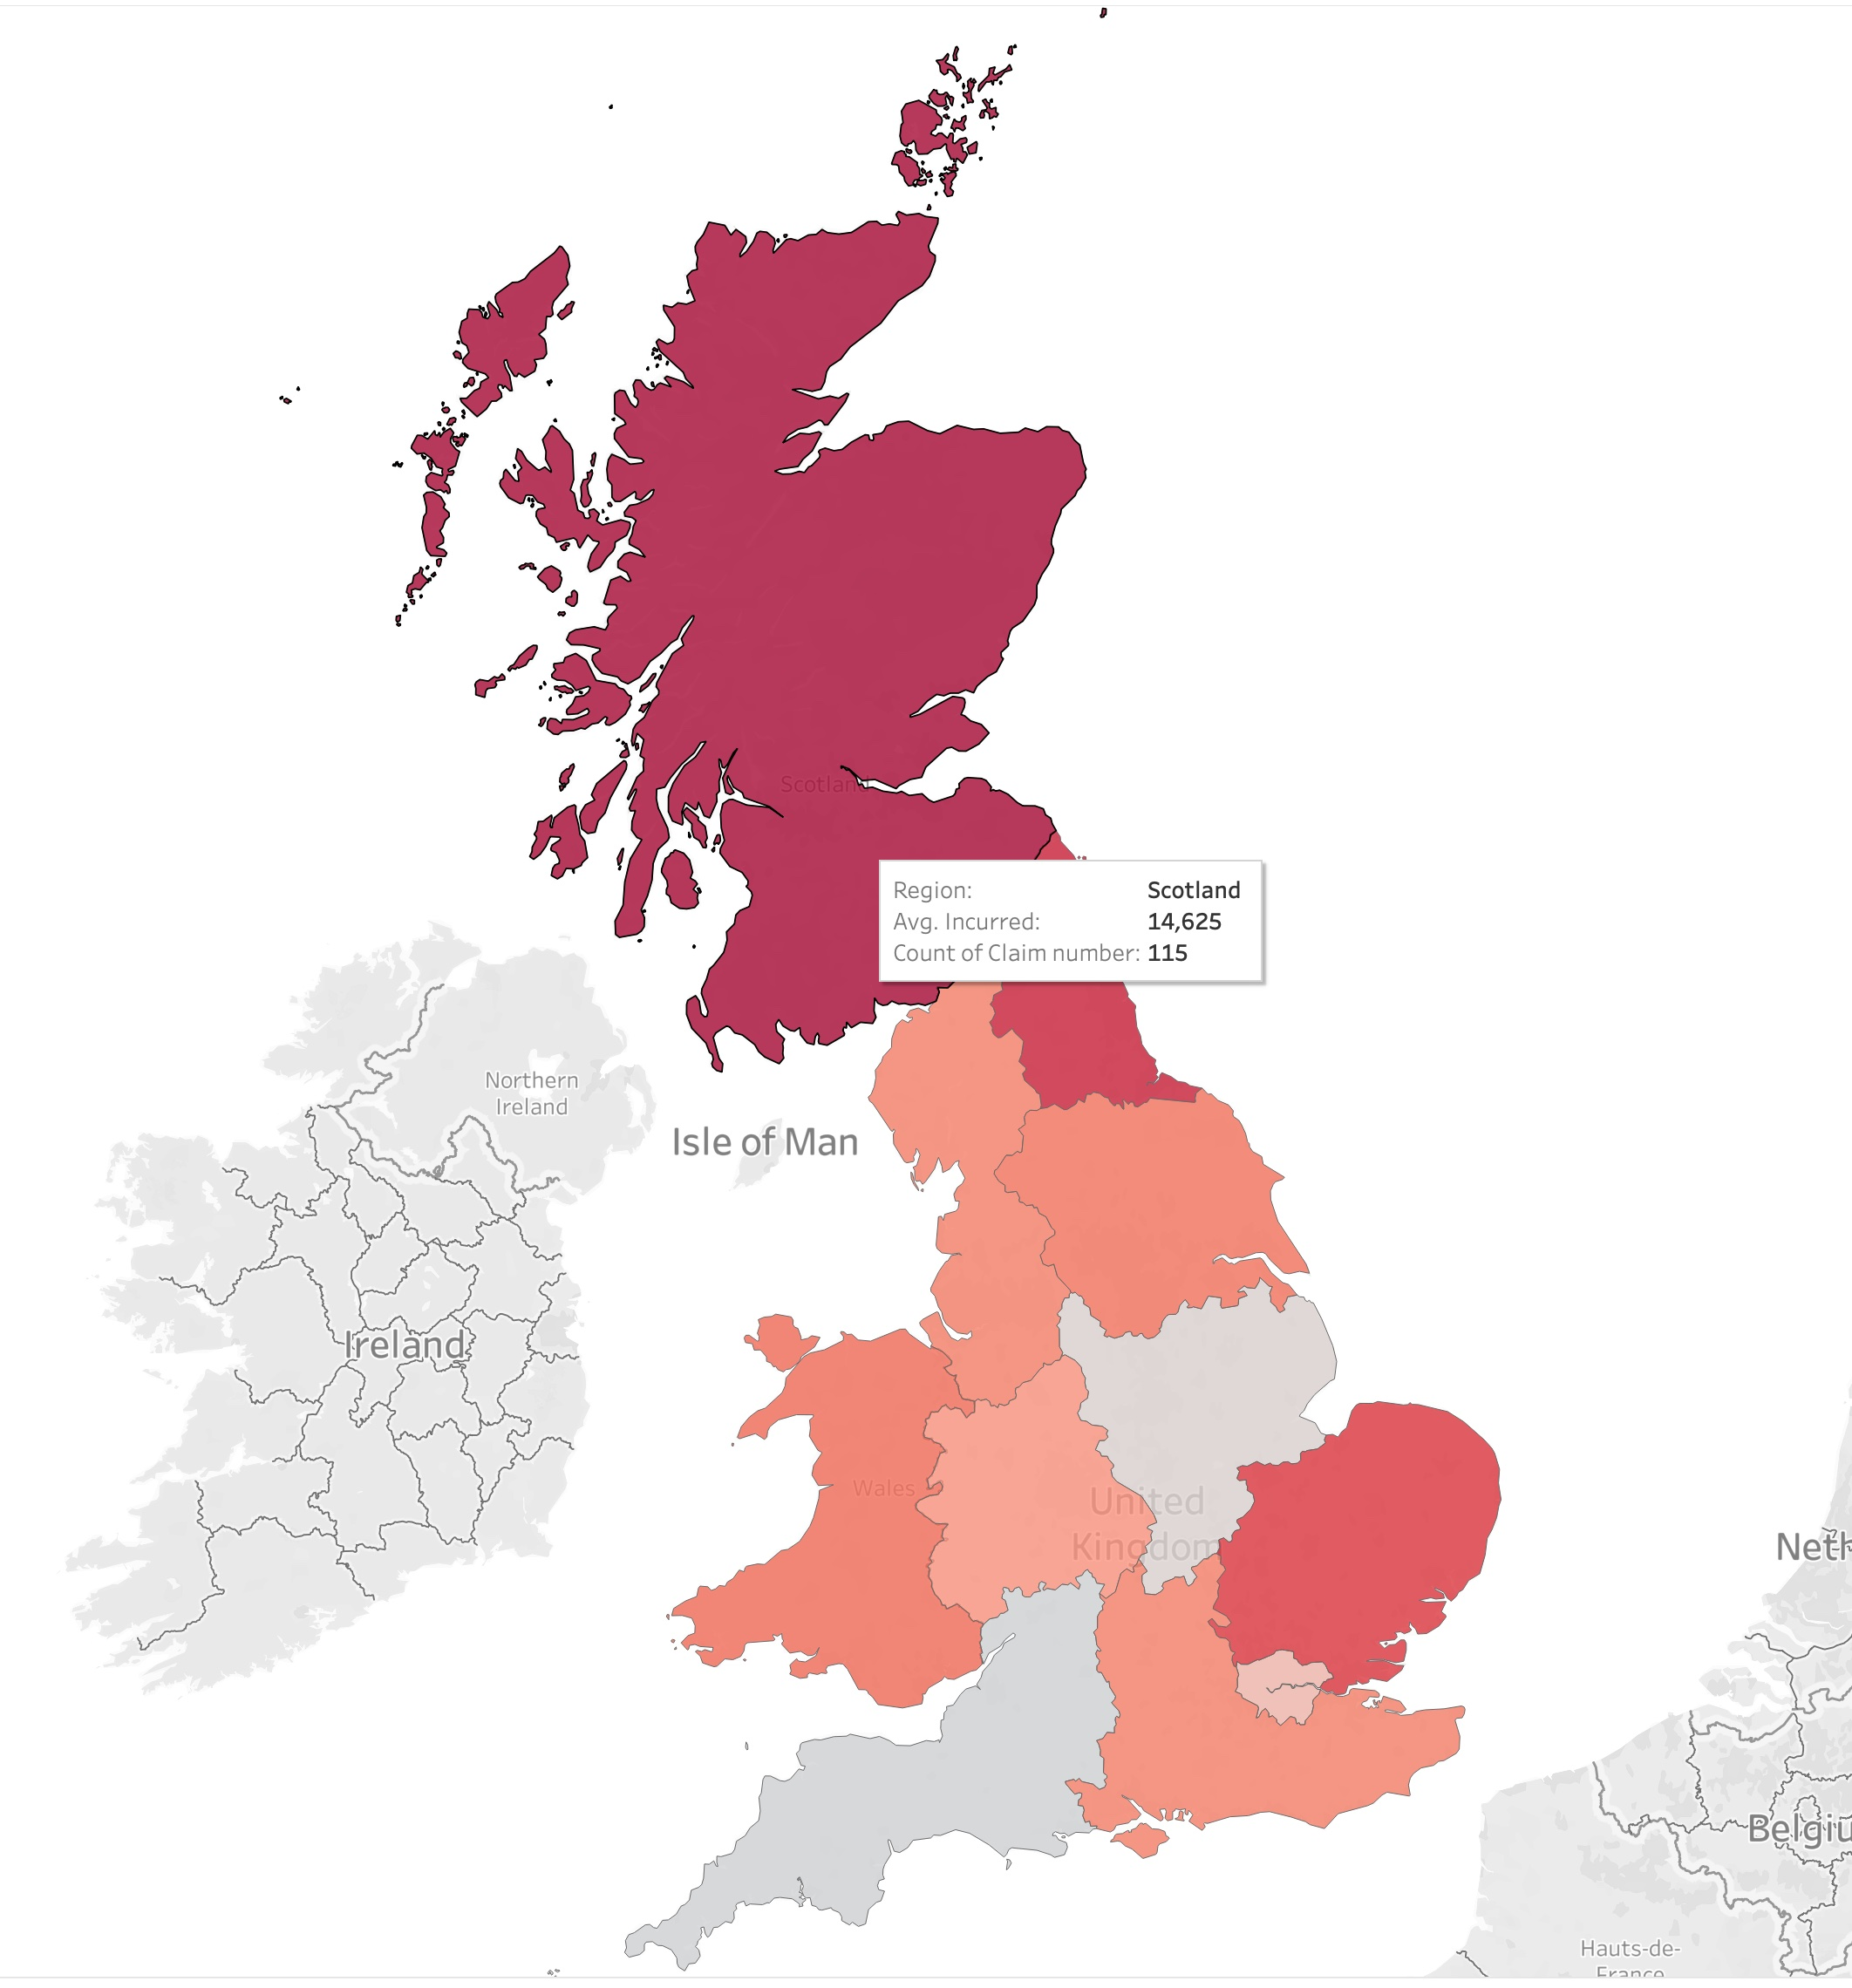 Scotland
Region: Scotland
Avg. Incurred: 14,625
Count of Claim number: 115
Northern
Ireland
Isle of Man
Ireland
Wales
United
Kingdom
Neth
Belgiu
Hauts-de-
France